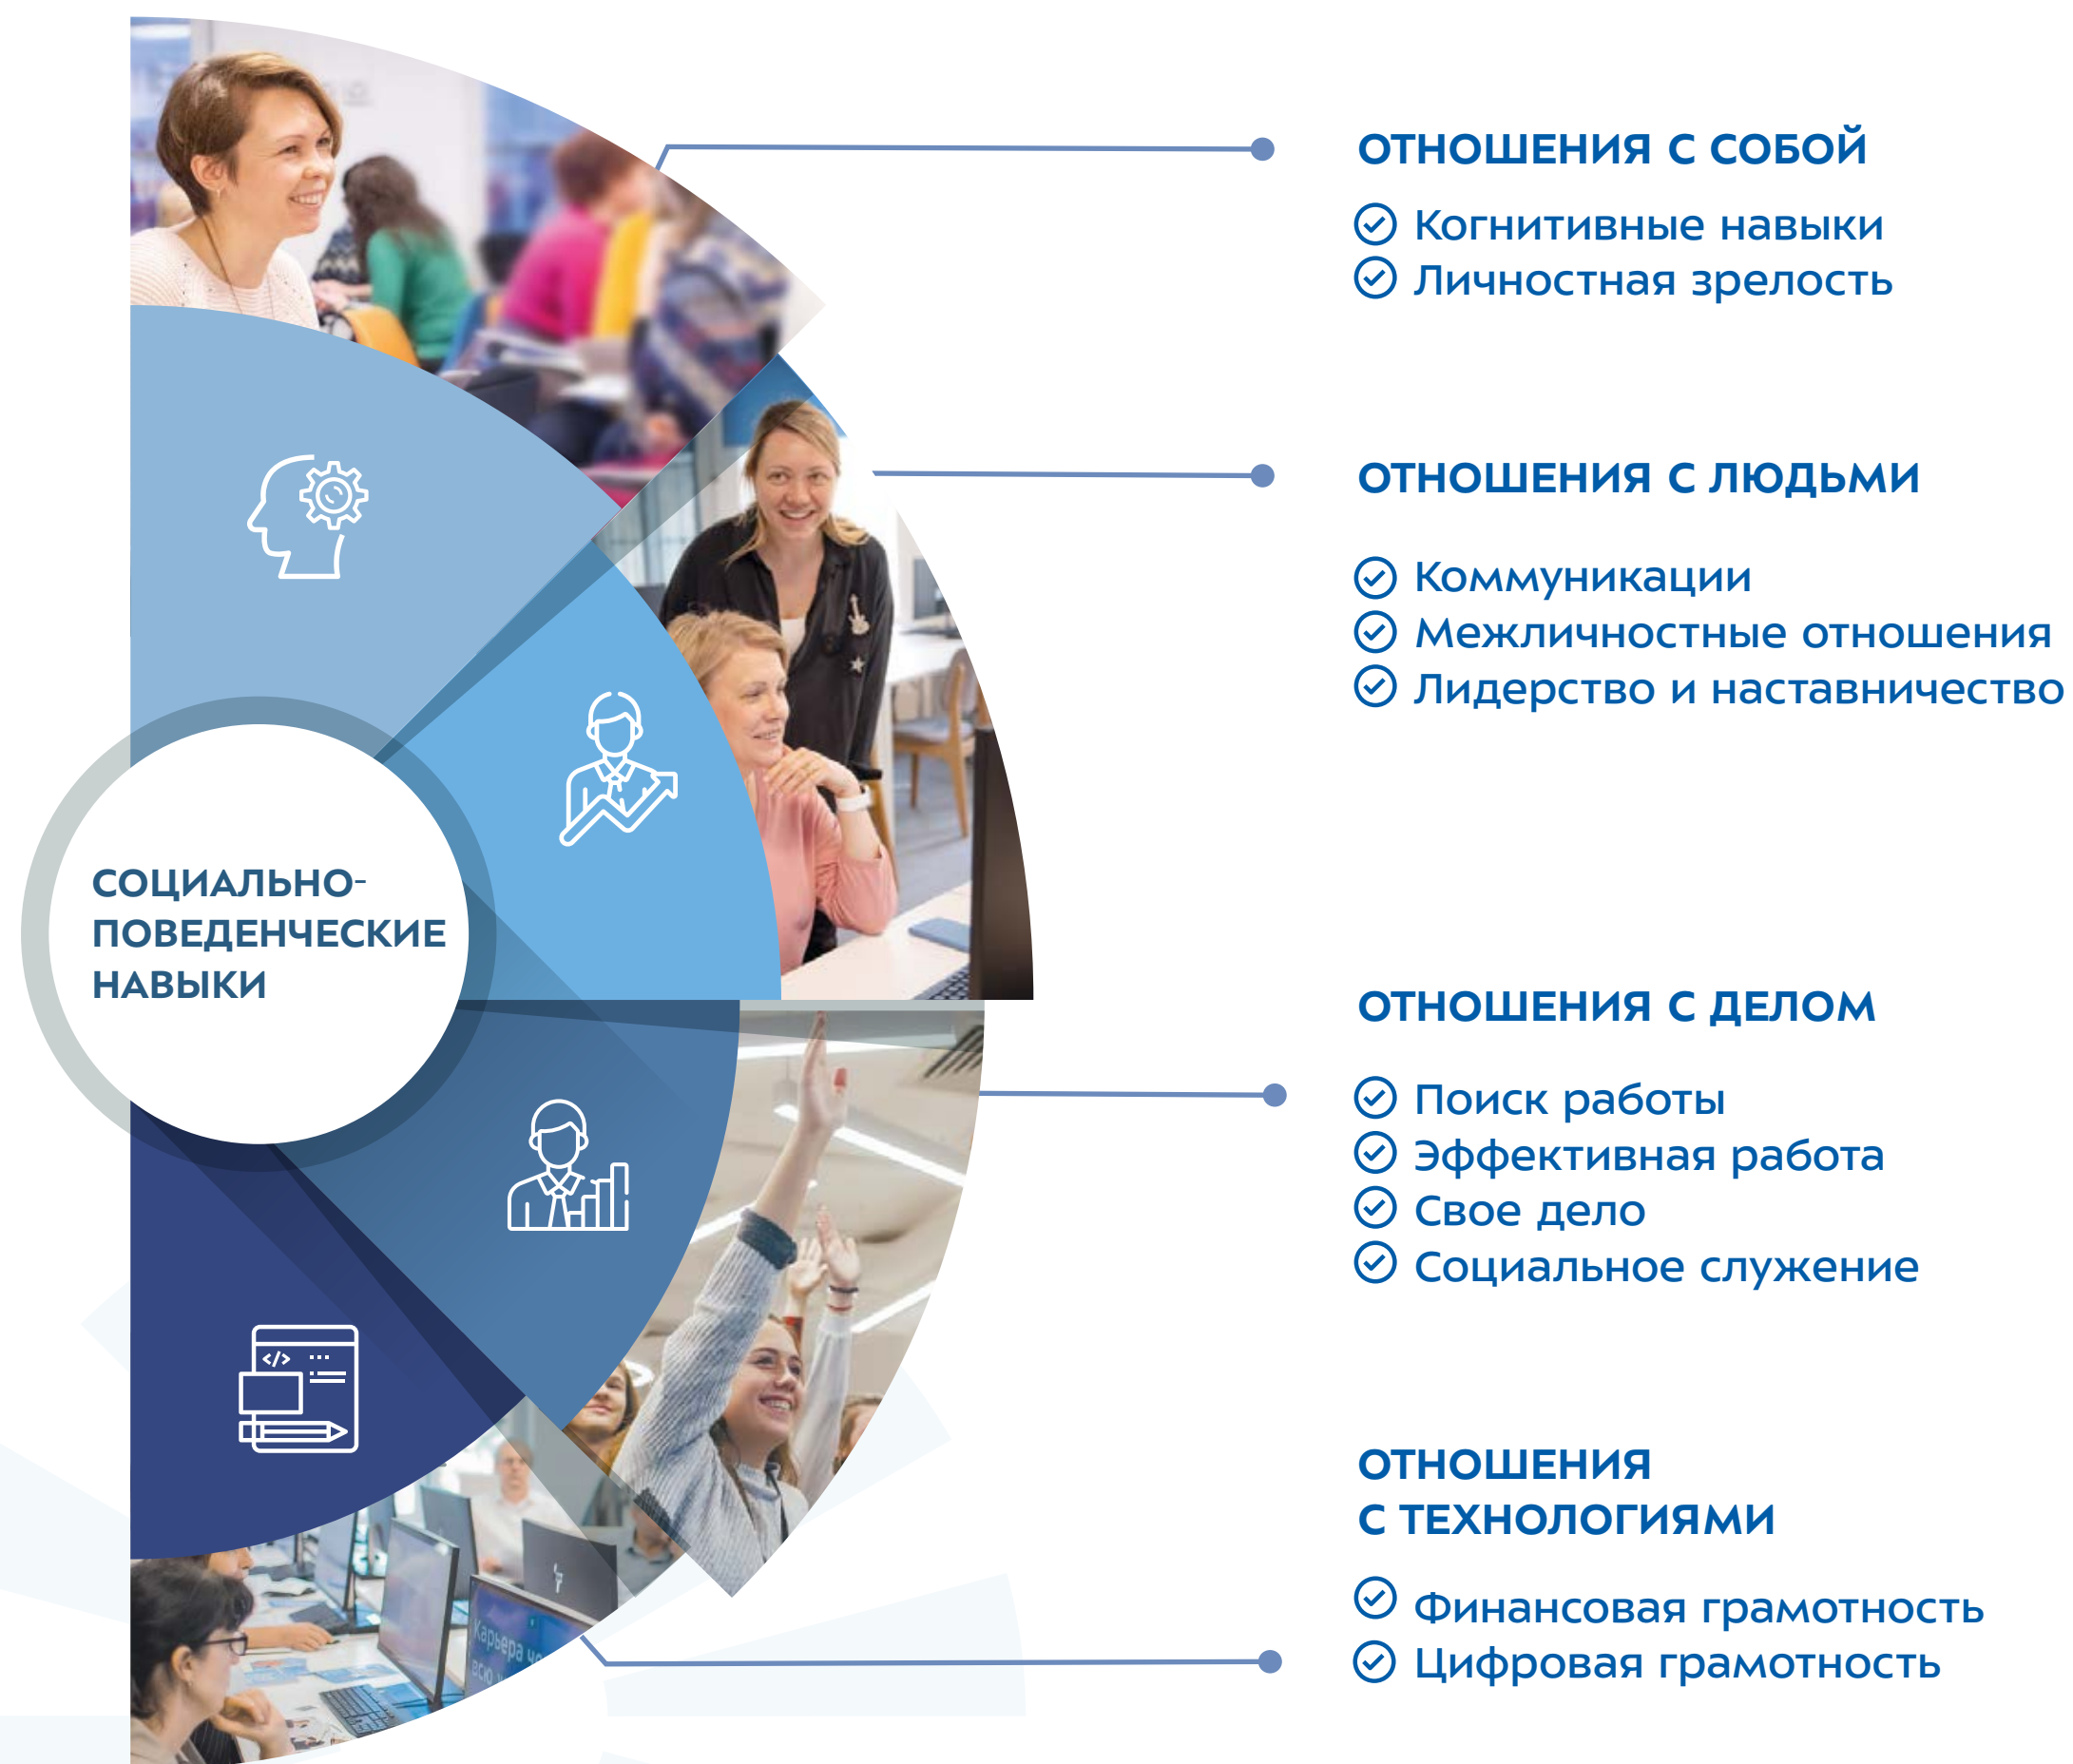 СОЦИАЛЬНО-
ПОВЕДЕНЧЕСКИЕ
НАВЫКИ
ОТНОШЕНИЯ С СОБОЙ
Когнитивные навыки
Личностная зрелость
ОТНОШЕНИЯ С ЛЮДЬМИ
Коммуникации
Межличностные отношения
Лидерство и наставничество
ОТНОШЕНИЯ С ДЕЛОМ
Поиск работы
Эффективная работа
Свое дело
Социальное служение
ОТНОШЕНИЯ
С ТЕХНОЛОГИЯМИ
Финансовая грамотность
Цифровая грамотность
</>
Карьера